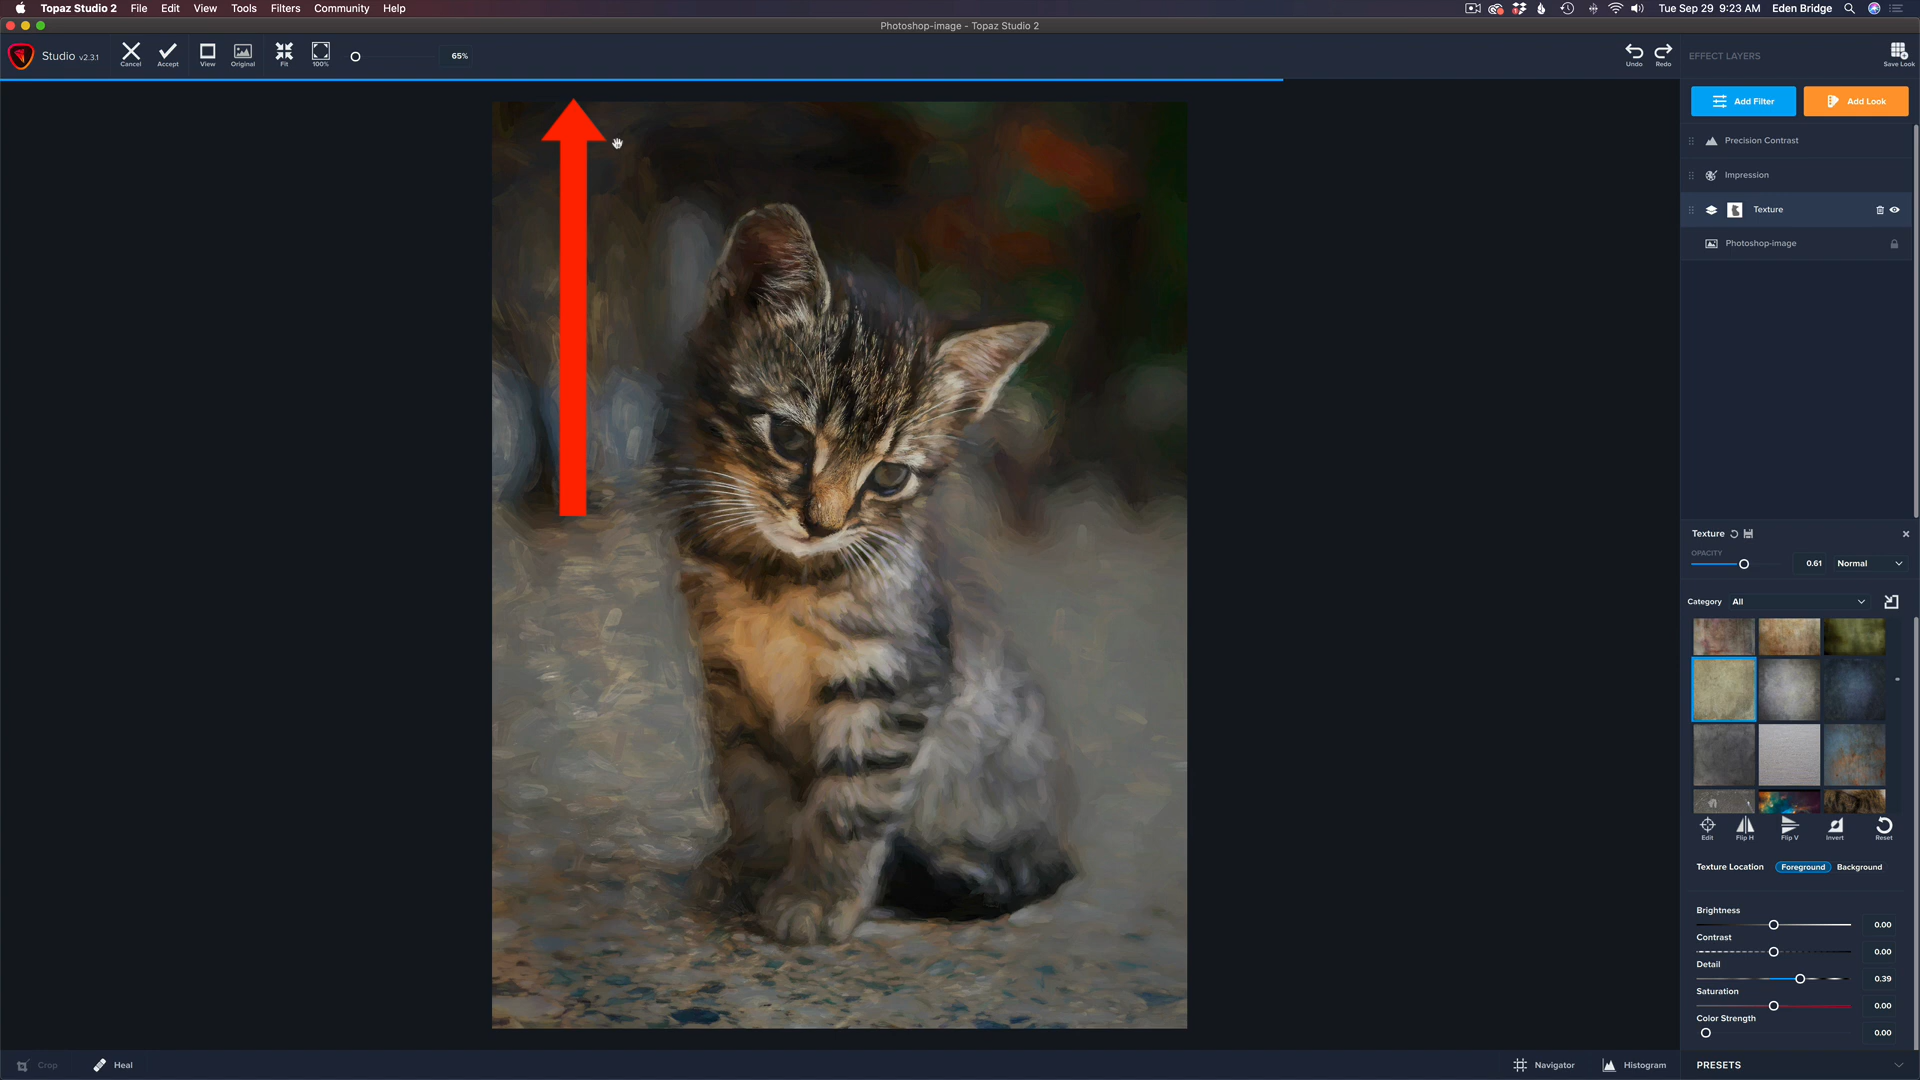 Topaz Studio 2 File Edit View Tools Filters Community Help Tue Sep 29 9:23 AM Eden Bridge
Photoshop-image - Topaz Studio 2
Studio v2.3.1 Cancel Accept View Original Fit 100% 65% Undo Redo EFFECT LAYERS Save Look
Add Filter Add Look
Precision Contrast
Impression
Texture
Photoshop-image
Texture
OPACITY
0.61 Normal
Category All
Edit Flip H Flip V Invert Reset
Texture Location Foreground Background
Brightness
0.00
Contrast
0.00
Detail
0.39
Saturation
0.00
Color Strength
0.00
Crop Heal Navigator Histogram PRESETS